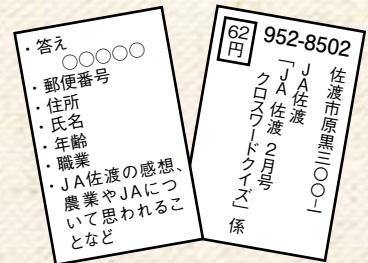 ・答え
○○○○○
・郵便番号
・住所
・氏名
・年齢
・職業
・JA佐渡の感想、
農業やJAにつ
いて思われるこ
となど
62
円
952-8502
佐渡市原黒三〇〇–一
JA佐渡
「JA佐渡 2月号
クロスワードクイズ」係